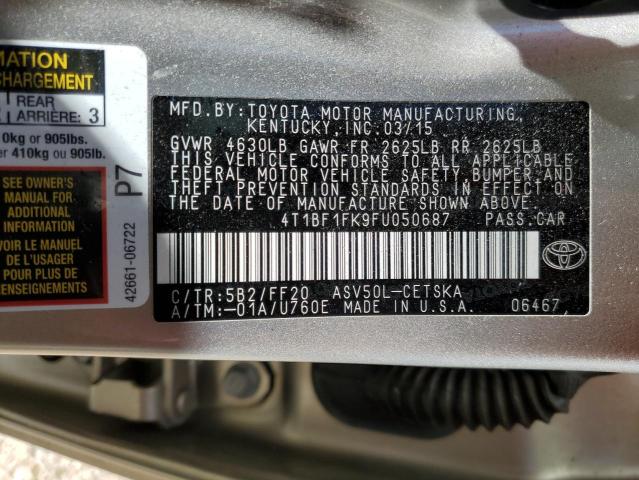 MATION
CHARGEMENT
REAR
ARRIÈRE: 3
0kg or 905lbs.
er 410kg ou 905lb.
SEE OWNER'S
MANUAL FOR
ADDITIONAL
INFORMATION
VOIR LE MANUEL
DE L'USAGER
POUR PLUS DE
RENSEIGNEMENTS
P7
42661-06722
MFD.BY: TOYOTA MOTOR MANUFACTURING,
KENTUCKY, INC. 03/15
GVWR 4630LB GAWR FR 2625LB RR 2625LB
THIS VEHICLE CONFORMS TO ALL APPLICABLE
FEDERAL MOTOR VEHICLE SAFETY, BUMPER, AND
THEFT PREVENTION STANDARDS IN EFFECT ON
THE DATE OF MANUFACTURE SHOWN ABOVE.
4T1BF1FK9FU050687 PASS.CAR
C/TR:5B2/FF20 ASV50L-CETSKA
A/TM:-01A/U760E MADE IN U.S.A. 06467